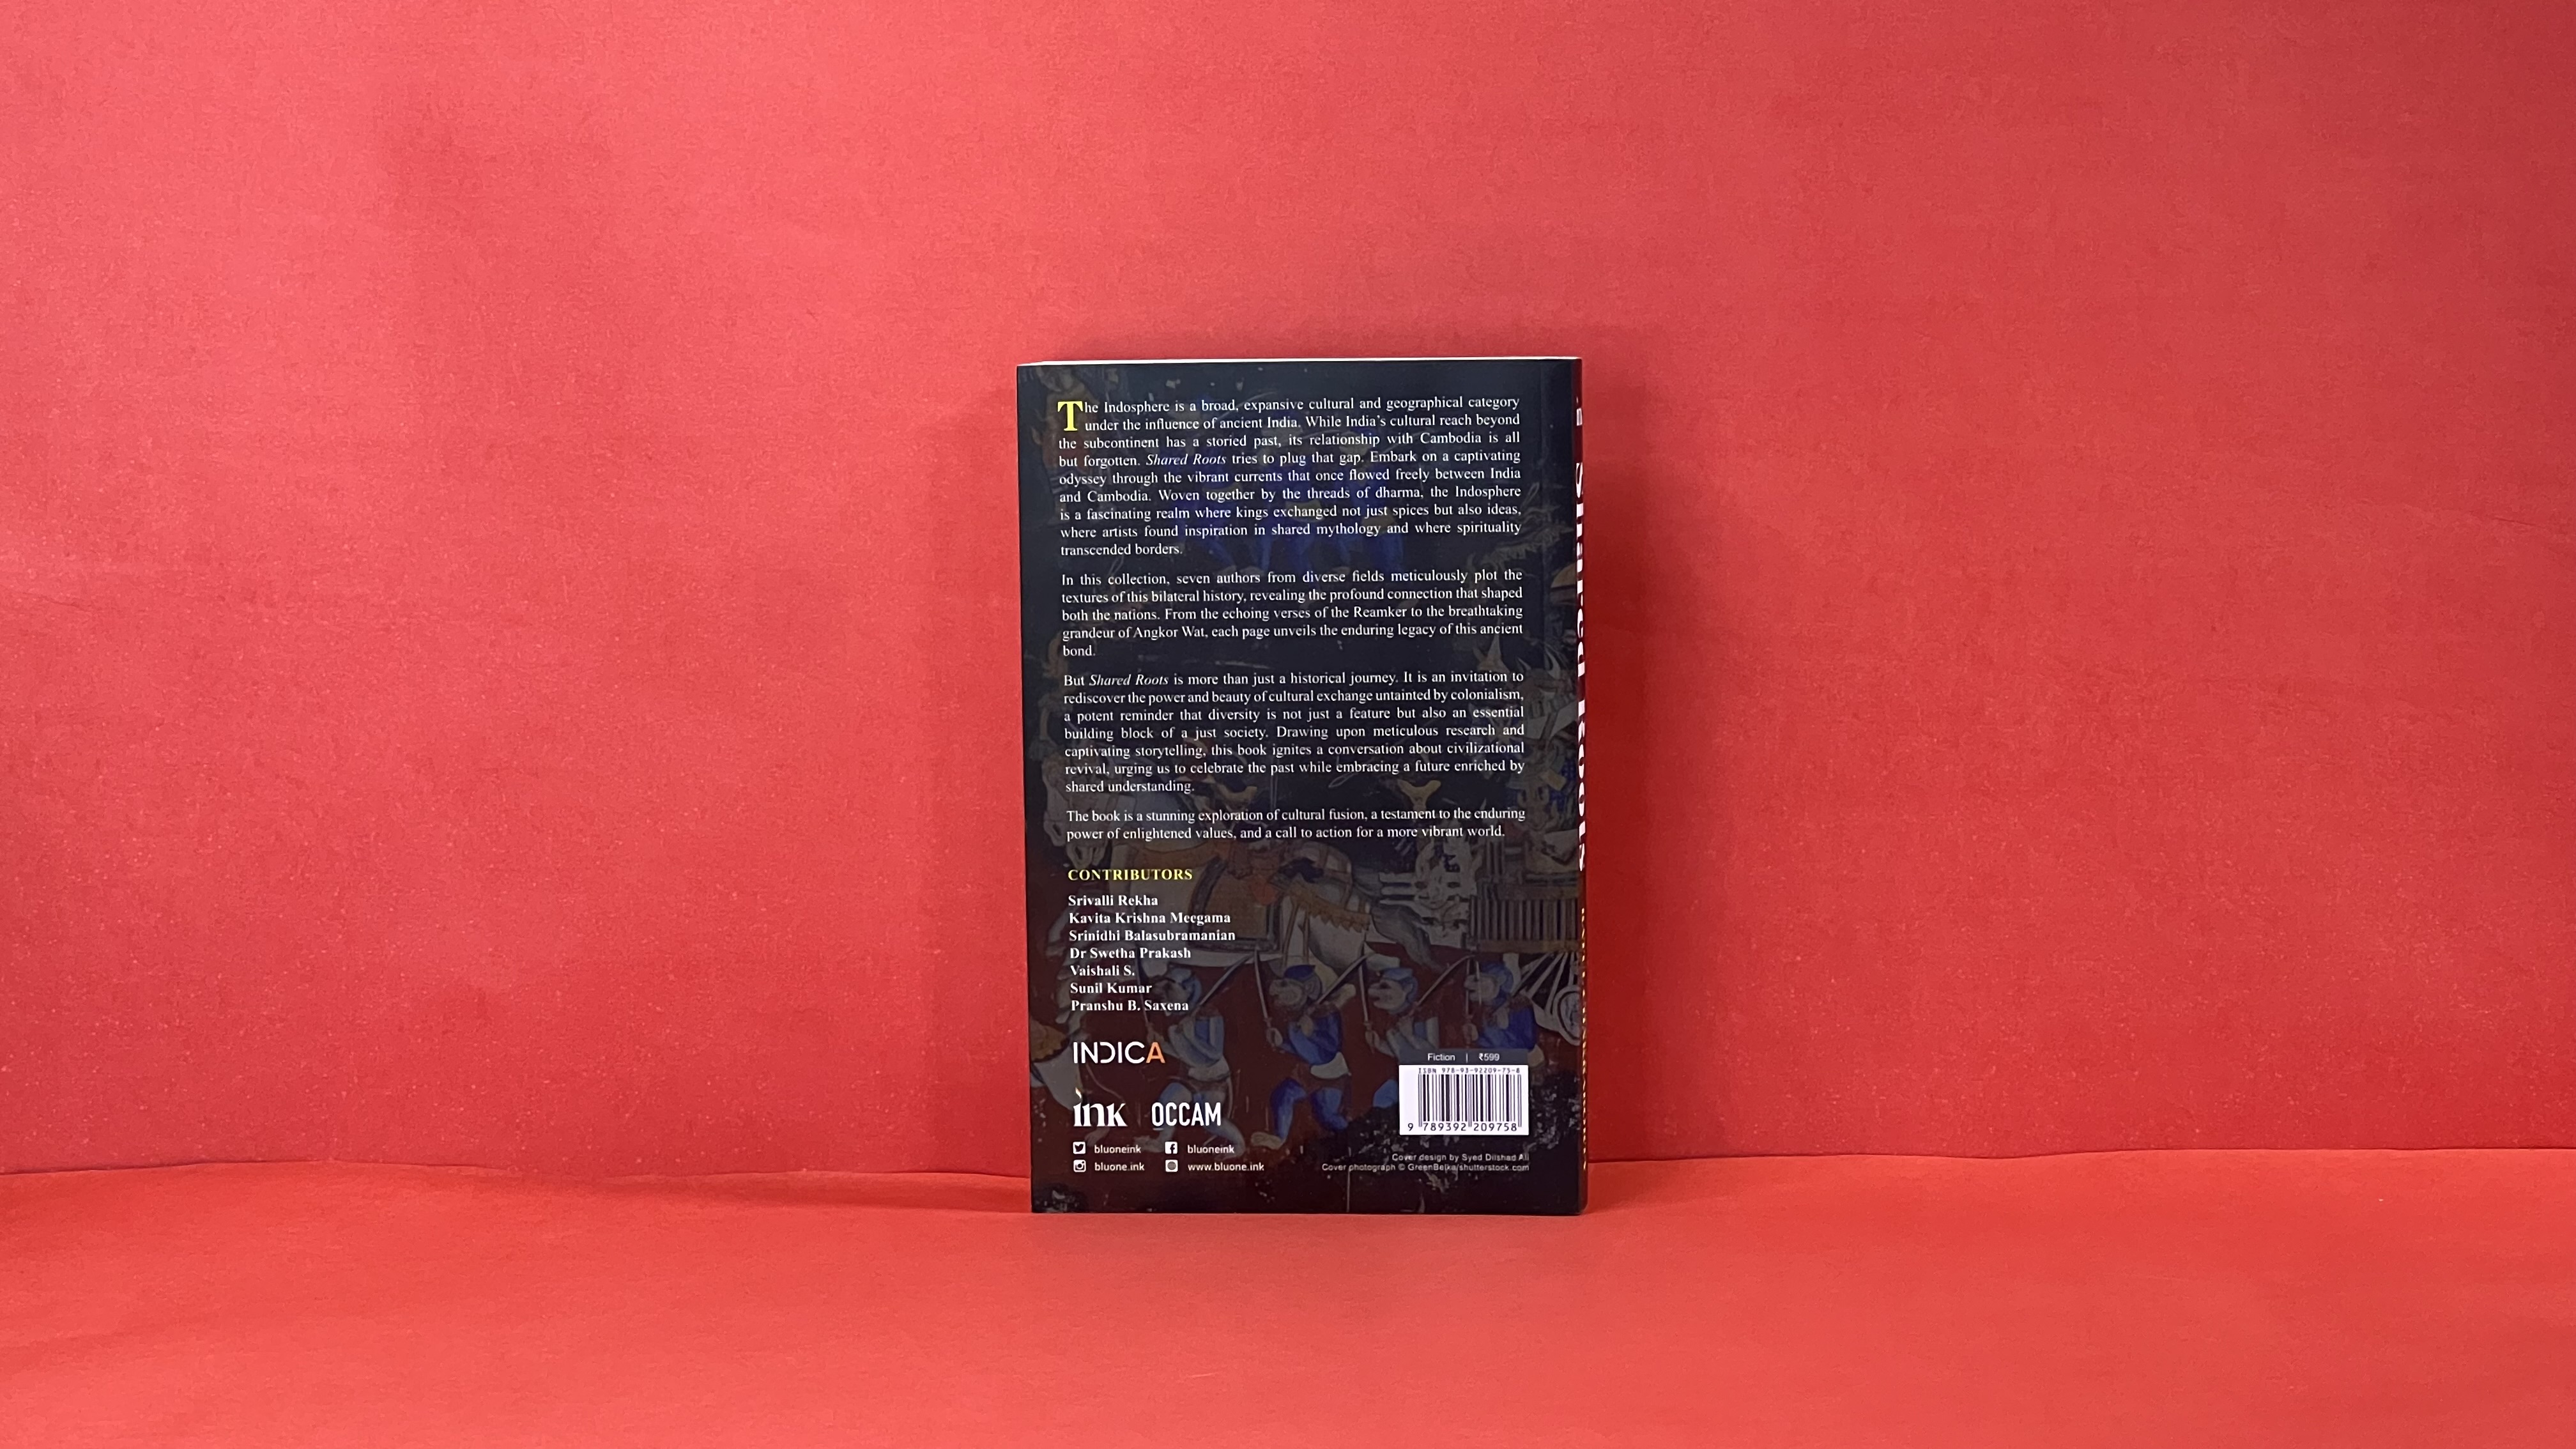 The Indosphere is a broad, expansive cultural and geographical category
under the influence of ancient India. While India's cultural reach beyond
the subcontinent has a storied past, its relationship with Cambodia is all
but forgotten. Shared Roots tries to plug that gap. Embark on a captivating
odyssey through the vibrant currents that once flowed freely between India
and Cambodia. Woven together by the threads of dharma, the Indosphere
is a fascinating realm where kings exchanged not just spices but also ideas,
where artists found inspiration in shared mythology and where spirituality
transcended borders.
In this collection, seven authors from diverse fields meticulously plot the
textures of this bilateral history, revealing the profound connection that shaped
both the nations. From the echoing verses of the Reamker to the breathtaking
grandeur of Angkor Wat, each page unveils the enduring legacy of this ancient
bond.
But Shared Roots is more than just a historical journey. It is an invitation to
rediscover the power and beauty of cultural exchange untainted by colonialism,
a potent reminder that diversity is not just a feature but also an essential
building block of a just society. Drawing upon meticulous research and
captivating storytelling, this book ignites a conversation about civilizational
revival, urging us to celebrate the past while embracing a future enriched by
shared understanding.
The book is a stunning exploration of cultural fusion, a testament to the enduring
power of enlightened values, and a call to action for a more vibrant world.
CONTRIBUTORS
Srivalli Rekha
Kavita Krishna Meegama
Srinidhi Balasubramanian
Dr Swetha Prakash
Vaishali S.
Sunil Kumar
Pranshu B. Saxena
INDICA
ink OCCAM
bluoneink bluoneink
bluone.ink www.bluone.ink
Fiction | ₹599
ISBN 978-93-92209-75-8
9 789392 209758
Cover design by Syed Dilshad Ali
Cover photograph © GreenBelka/shutterstock.com
Shared Roots